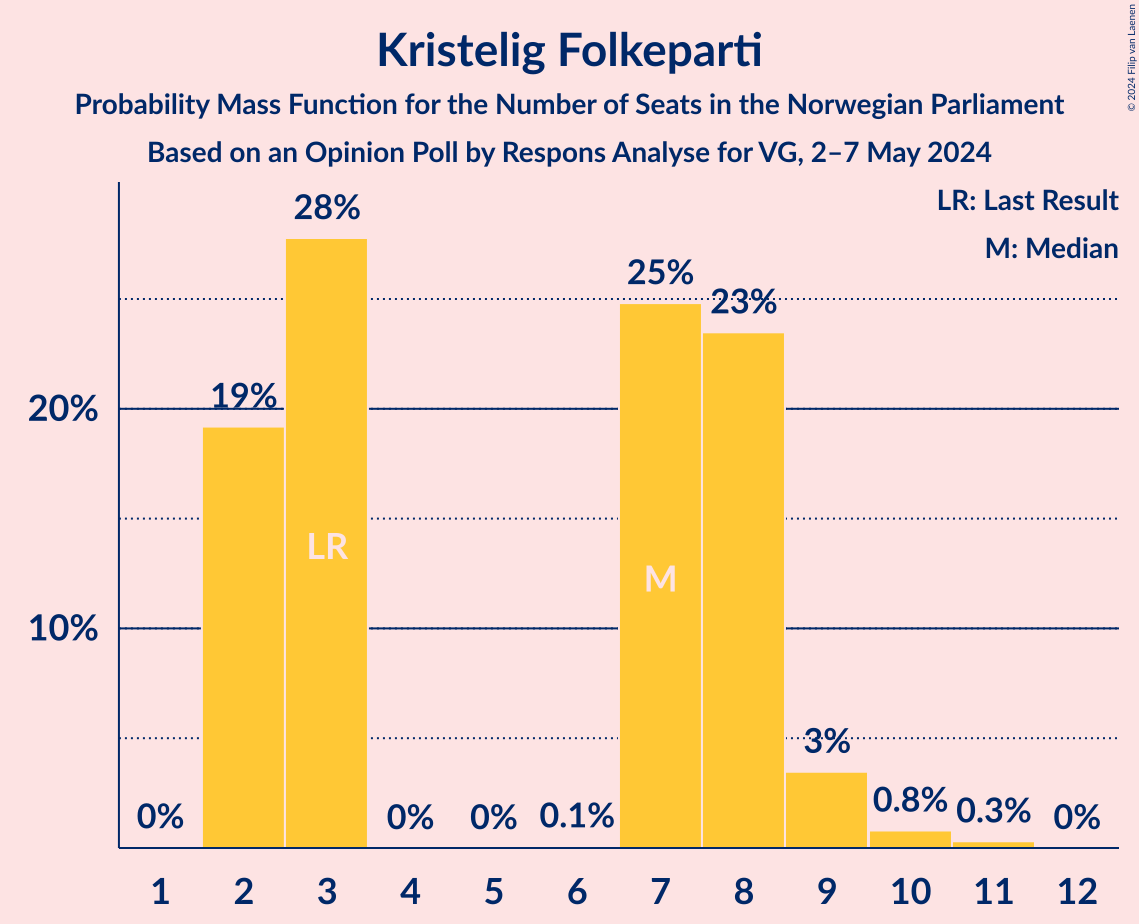 Kristelig Folkeparti
Probability Mass Function for the Number of Seats in the Norwegian Parliament
Based on an Opinion Poll by Respons Analyse for VG, 2–7 May 2024
© 2024 Filip van Laenen
LR: Last Result
M: Median
28%
25%
23%
19%
20%
LR
M
10%
3%
0%
0%
0%
0.1%
0.8%
0.3%
0%
1 2 3 4 5 6 7 8 9 10 11 12